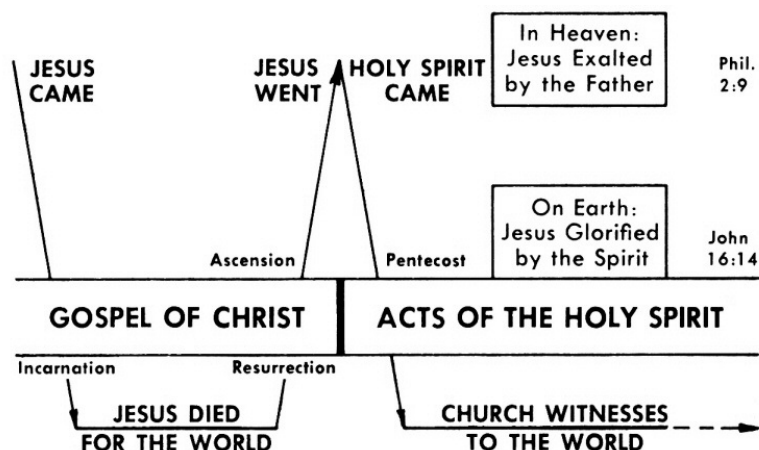 JESUS
CAME
JESUS
WENT
HOLY SPIRIT
CAME
In Heaven:
Jesus Exalted
by the Father
Phil.
2:9
On Earth:
Jesus Glorified
by the Spirit
John
16:14
Ascension
Pentecost
GOSPEL OF CHRIST
ACTS OF THE HOLY SPIRIT
Incarnation
Resurrection
JESUS DIED
FOR THE WORLD
CHURCH WITNESSES
TO THE WORLD